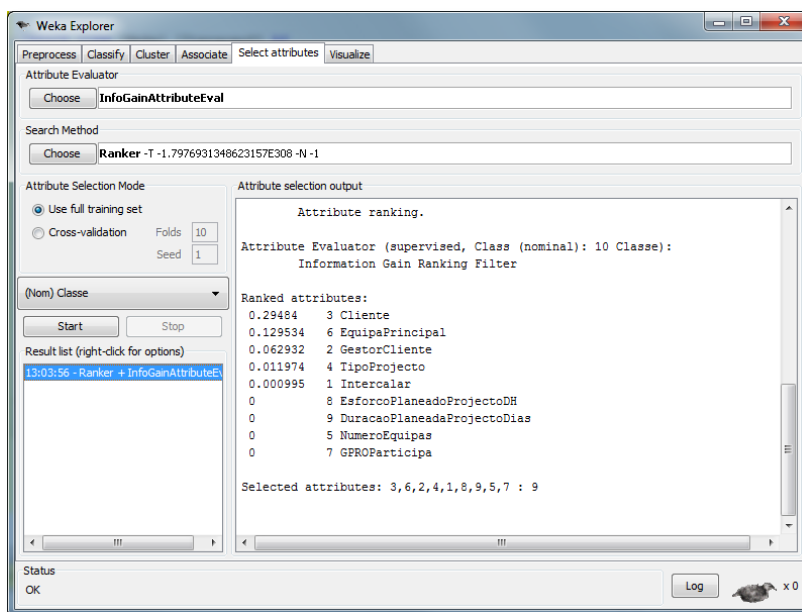 Weka Explorer
Preprocess Classify Cluster Associate Select attributes Visualize
Attribute Evaluator
Choose InfoGainAttributeEval
Search Method
Choose Ranker -T -1.7976931348623157E308 -N -1
Attribute Selection Mode
Use full training set
Cross-validation Folds 10
Seed 1
(Nom) Classe
Start Stop
Result list (right-click for options)
13:03:56 - Ranker + InfoGainAttributeEv
Attribute selection output
Attribute ranking.
Attribute Evaluator (supervised, Class (nominal): 10 Classe):
Information Gain Ranking Filter
Ranked attributes:
0.29484 3 Cliente
0.129534 6 EquipaPrincipal
0.062932 2 GestorCliente
0.011974 4 TipoProjecto
0.000995 1 Intercalar
0 8 EsforcoPlaneadoProjectoDH
0 9 DuracaoPlaneadaProjectoDias
0 5 NumeroEquipas
0 7 GPROParticipa
Selected attributes: 3,6,2,4,1,8,9,5,7 : 9
Status
OK
Log x 0